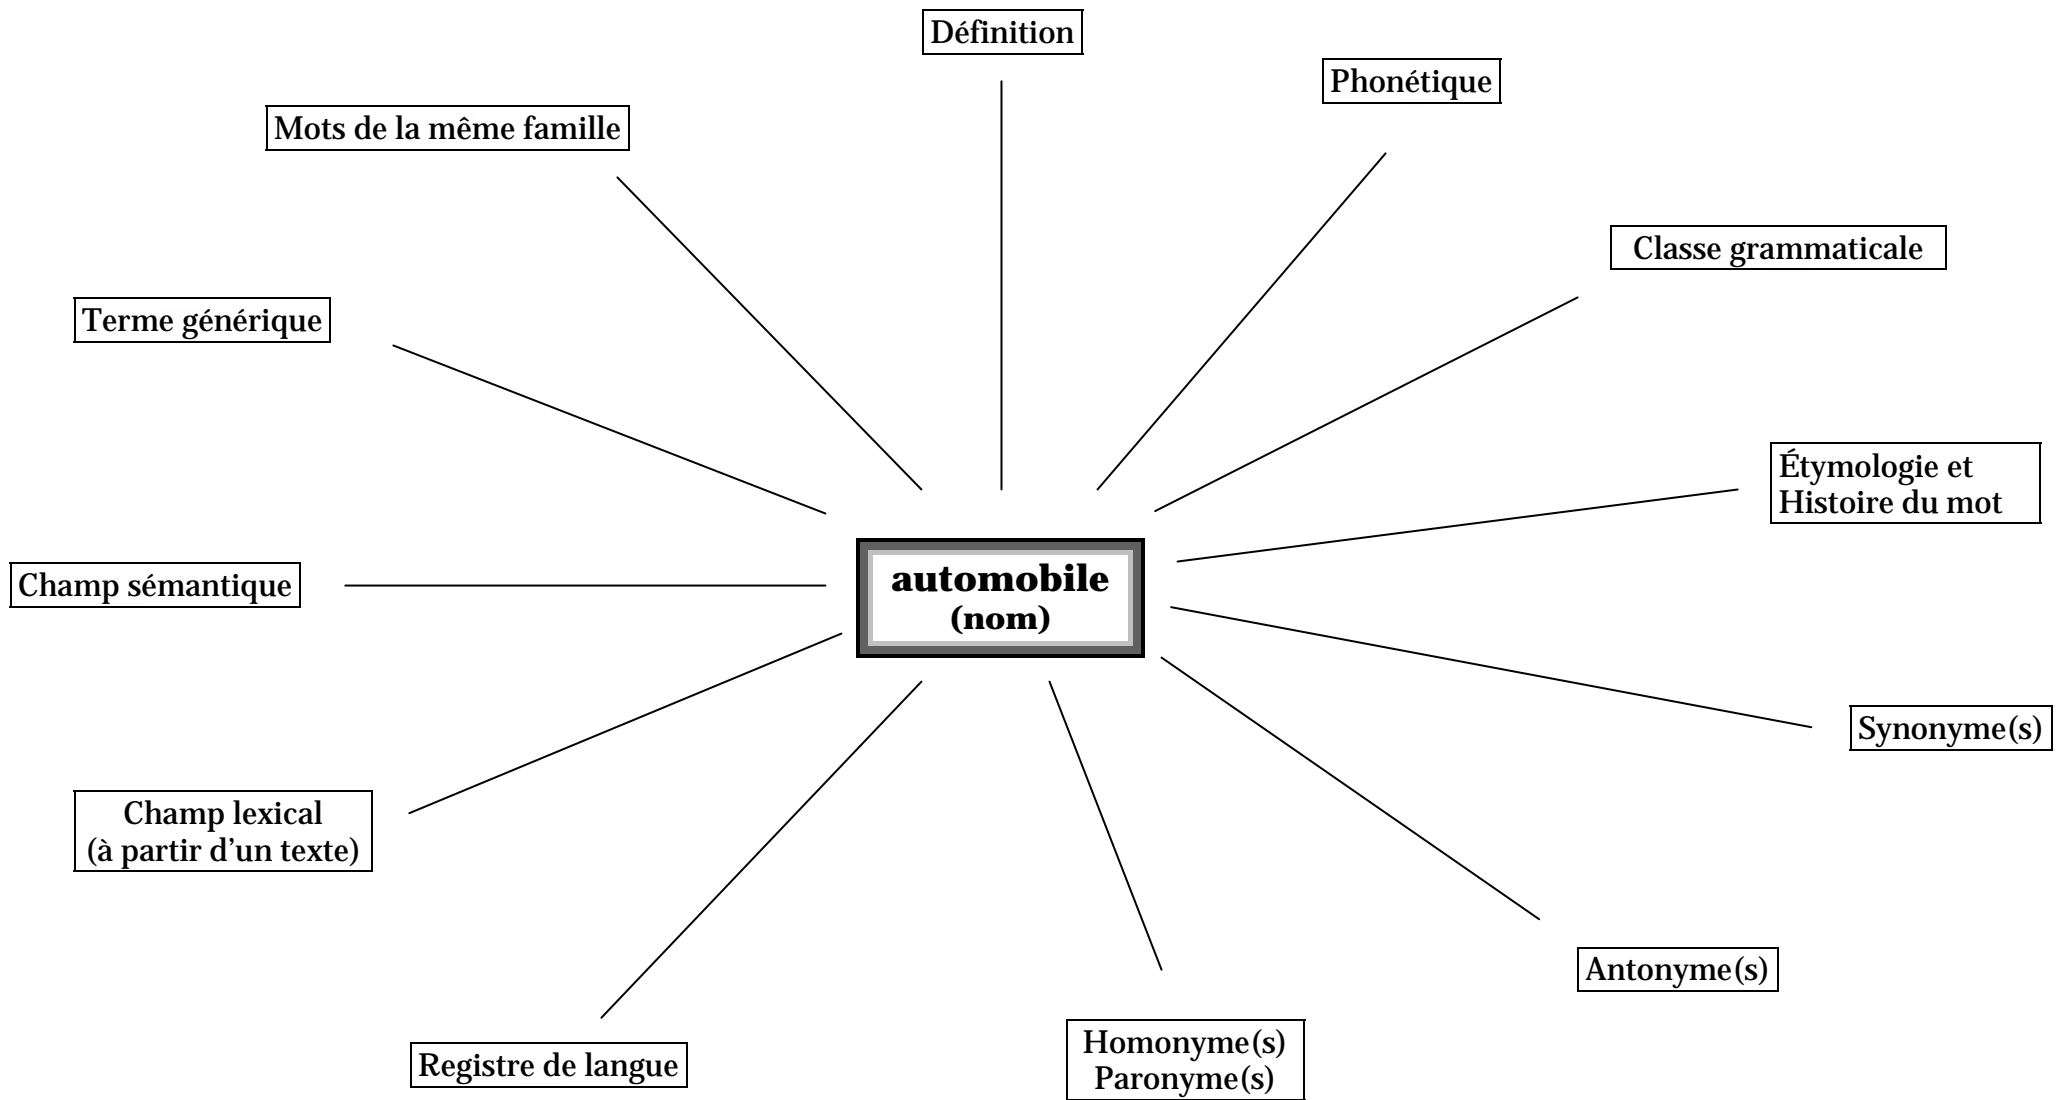 Définition
Phonétique
Mots de la même famille
Classe grammaticale
Terme générique
Étymologie et
Histoire du mot
Champ sémantique
automobile
(nom)
Synonyme(s)
Champ lexical
(à partir d'un texte)
Antonyme(s)
Homonyme(s)
Paronyme(s)
Registre de langue